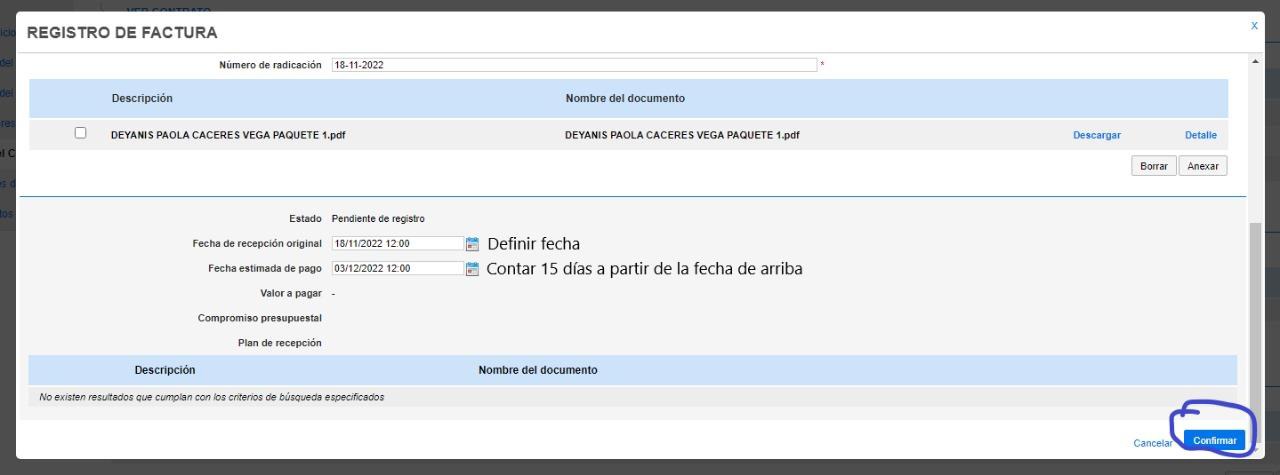 VER CONTRATO
REGISTRO DE FACTURA
X
Número de radicación 18-11-2022 *
Descripción Nombre del documento
DEYANIS PAOLA CACERES VEGA PAQUETE 1.pdf DEYANIS PAOLA CACERES VEGA PAQUETE 1.pdf Descargar Detalle
Borrar Anexar
Estado Pendiente de registro
Fecha de recepción original 18/11/2022 12:00 Definir fecha
Fecha estimada de pago 03/12/2022 12:00 Contar 15 días a partir de la fecha de arriba
Valor a pagar -
Compromiso presupuestal
Plan de recepción
Descripción Nombre del documento
No existen resultados que cumplan con los criterios de búsqueda especificados
Cancelar Confirmar